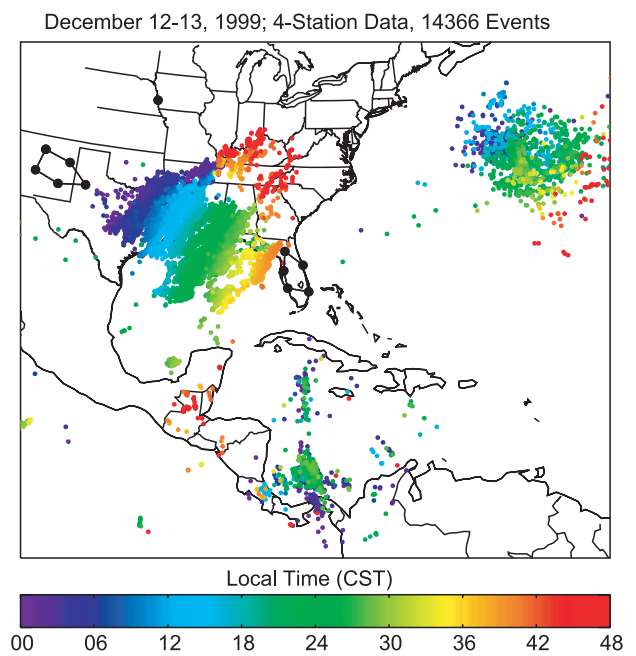 December 12-13, 1999; 4-Station Data, 14366 Events
Local Time (CST)
00 06 12 18 24 30 36 42 48